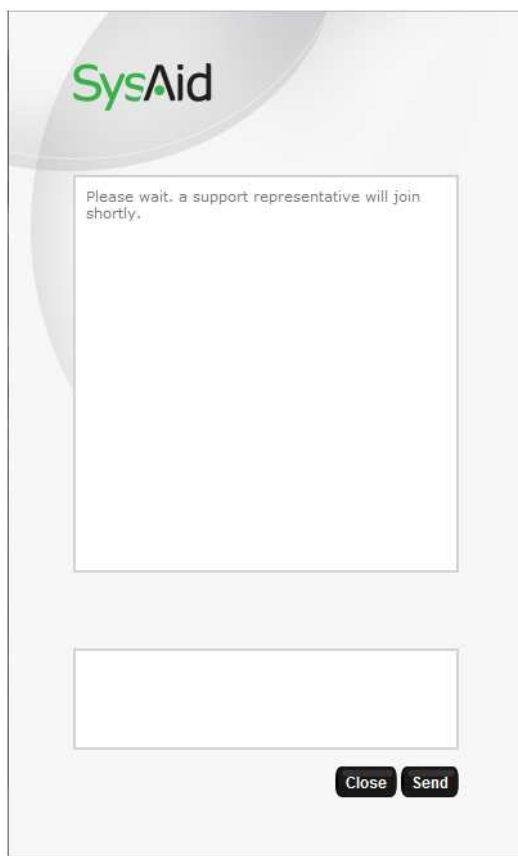 SysAid
Please wait. a support representative will join
shortly.
Close Send